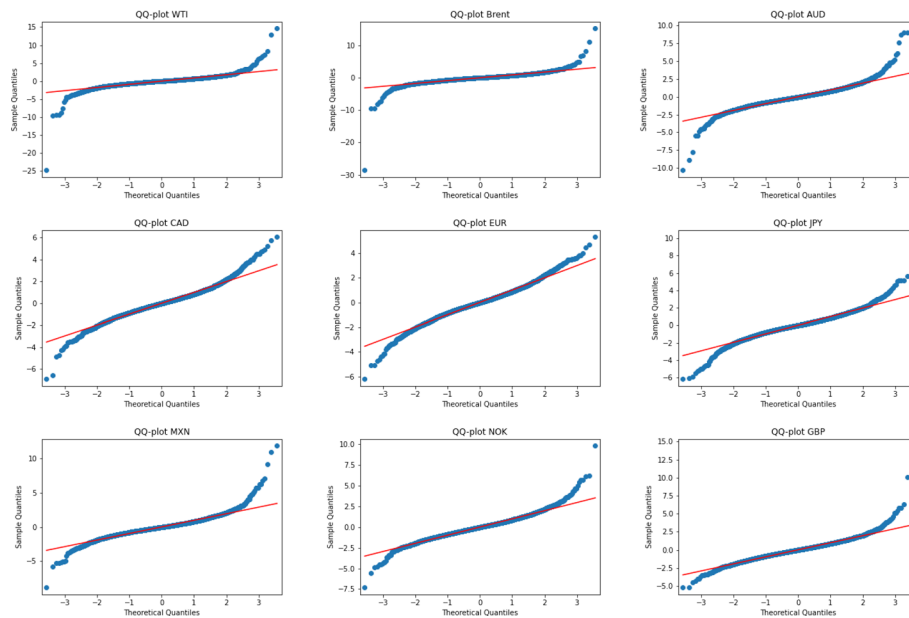 QQ-plot WTI
Sample Quantiles
15
10
5
0
−5
−10
−15
−20
−25
−3 −2 −1 0 1 2 3
Theoretical Quantiles
QQ-plot Brent
Sample Quantiles
10
0
−10
−20
−30
−3 −2 −1 0 1 2 3
Theoretical Quantiles
QQ-plot AUD
Sample Quantiles
10.0
7.5
5.0
2.5
0.0
−2.5
−5.0
−7.5
−10.0
−3 −2 −1 0 1 2 3
Theoretical Quantiles
QQ-plot CAD
Sample Quantiles
6
4
2
0
−2
−4
−6
−3 −2 −1 0 1 2 3
Theoretical Quantiles
QQ-plot EUR
Sample Quantiles
4
2
0
−2
−4
−6
−3 −2 −1 0 1 2 3
Theoretical Quantiles
QQ-plot JPY
Sample Quantiles
10
8
6
4
2
0
−2
−4
−6
−3 −2 −1 0 1 2 3
Theoretical Quantiles
QQ-plot MXN
Sample Quantiles
10
5
0
−5
−3 −2 −1 0 1 2 3
Theoretical Quantiles
QQ-plot NOK
Sample Quantiles
10.0
7.5
5.0
2.5
0.0
−2.5
−5.0
−7.5
−3 −2 −1 0 1 2 3
Theoretical Quantiles
QQ-plot GBP
Sample Quantiles
15.0
12.5
10.0
7.5
5.0
2.5
0.0
−2.5
−5.0
−3 −2 −1 0 1 2 3
Theoretical Quantiles